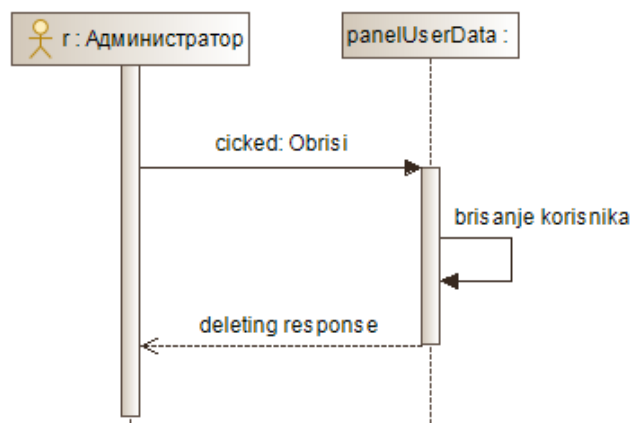 r : Администратор
panelUserData :
cicked: Obrisi
brisanje korisnika
deleting response